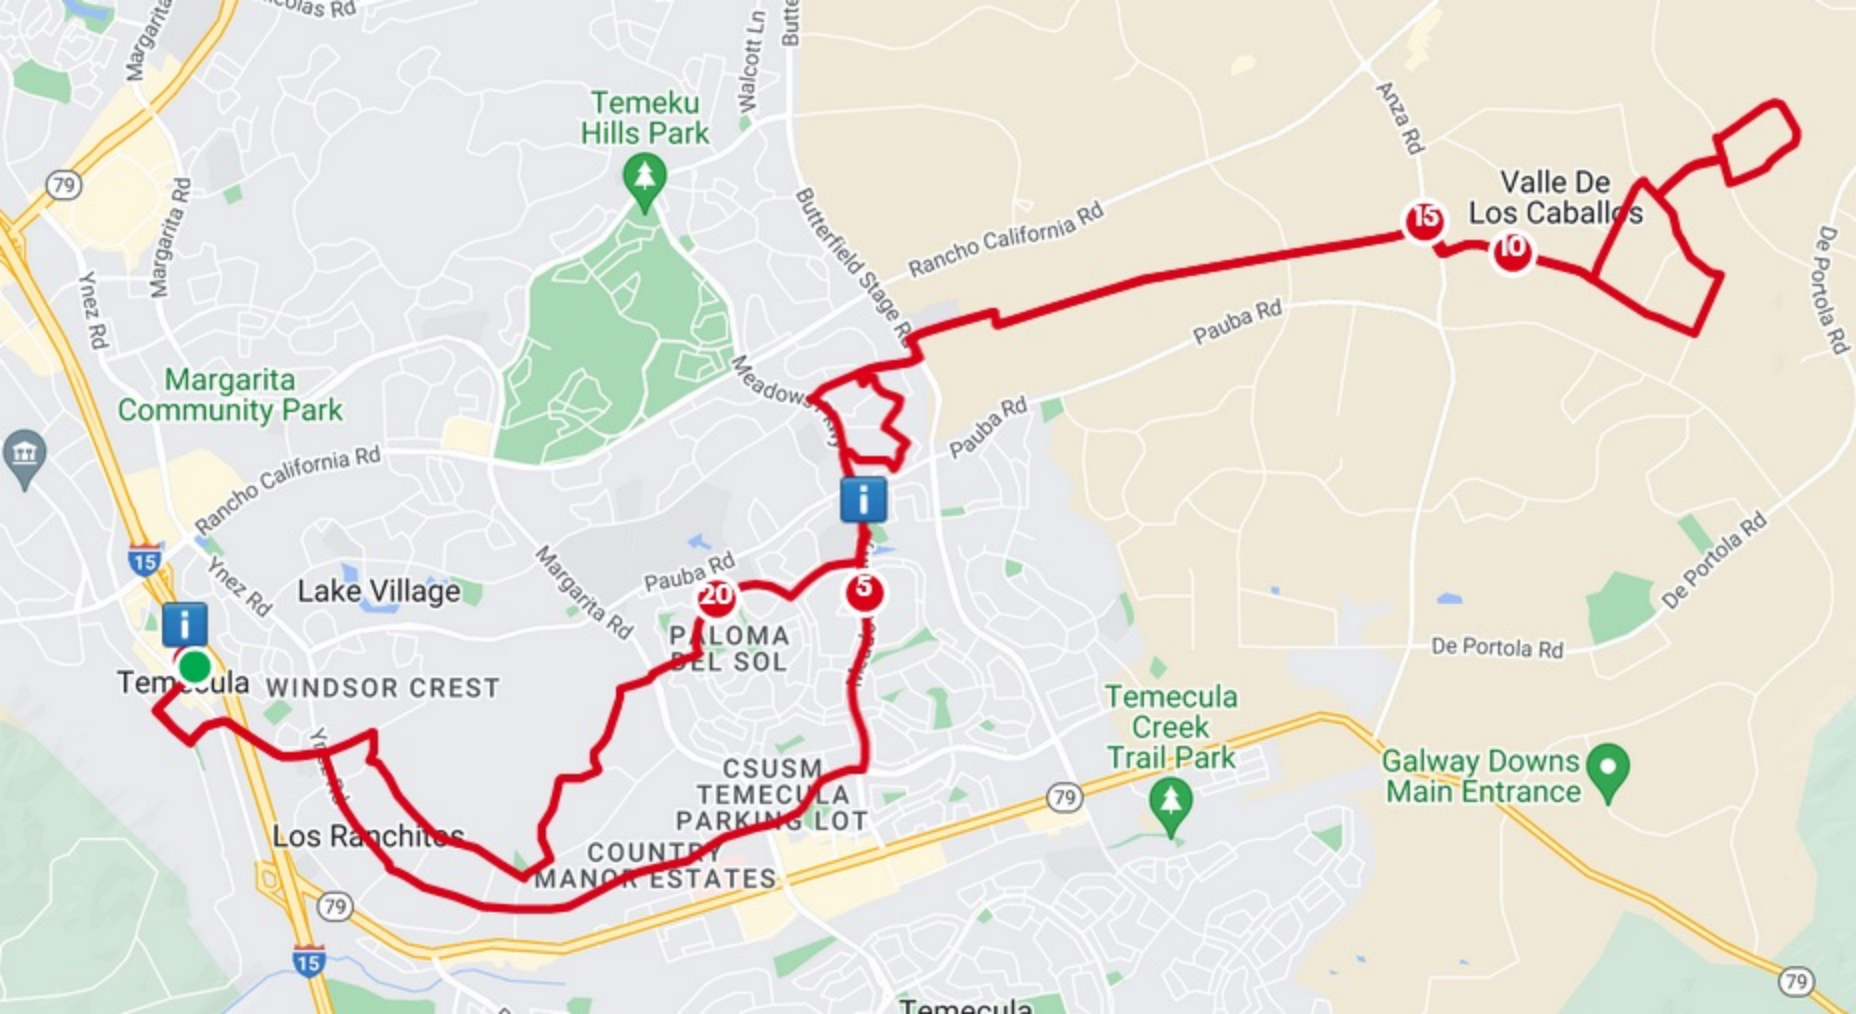 Margarita
colas Rd
Walcott Ln
Butte
Temeku
Hills Park
Anza Rd
79
Margarita Rd
Valle De
Los Caballos
15
10
Butterfield Stage Rd
Rancho California Rd
De Portola Rd
Ynez Rd
Pauba Rd
Meadows Pkwy
Margarita
Community Park
Pauba Rd
Rancho California Rd
15
Ynez Rd
Margarita Rd
Pauba Rd
Lake Village
20
5
De Portola Rd
De Portola Rd
PALOMA
DEL SOL
Temecula
WINDSOR CREST
Temecula
Creek
Trail Park
Ynez Rd
CSUSM
TEMECULA
PARKING LOT
79
Galway Downs
Main Entrance
Los Ranchitos
COUNTRY
MANOR ESTATES
79
15
79
Temecula